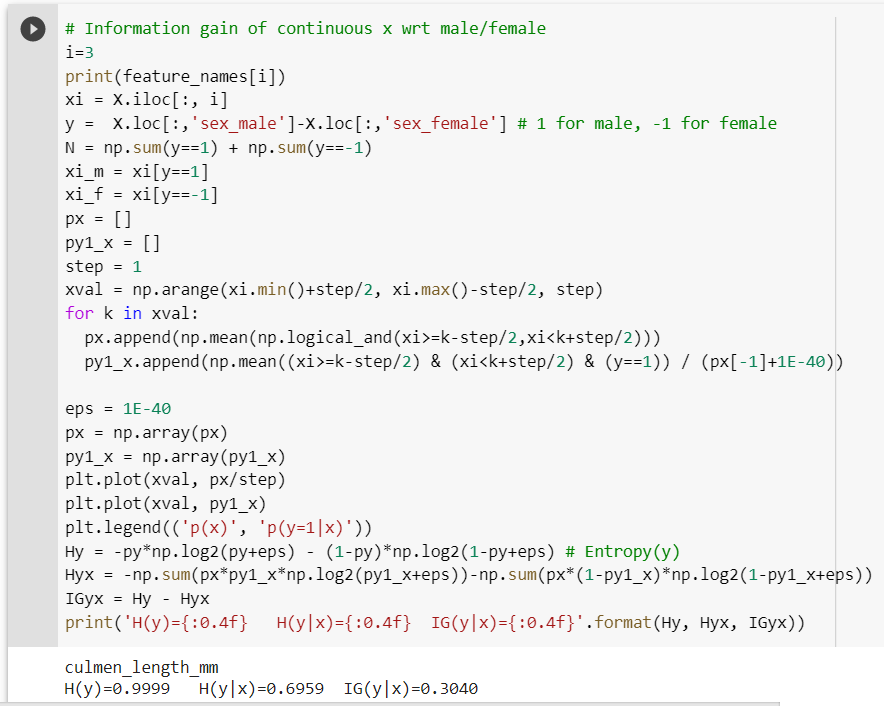 # Information gain of continuous x wrt male/female
i=3
print(feature_names[i])
xi = X.iloc[:, i]
y =  X.loc[:,'sex_male']-X.loc[:,'sex_female'] # 1 for male, -1 for female
N = np.sum(y==1) + np.sum(y==-1)
xi_m = xi[y==1]
xi_f = xi[y==-1]
px = []
py1_x = []
step = 1
xval = np.arange(xi.min()+step/2, xi.max()-step/2, step)
for k in xval:
  px.append(np.mean(np.logical_and(xi>=k-step/2,xi<k+step/2)))
  py1_x.append(np.mean((xi>=k-step/2) & (xi<k+step/2) & (y==1)) / (px[-1]+1E-40))

eps = 1E-40
px = np.array(px)
py1_x = np.array(py1_x)
plt.plot(xval, px/step)
plt.plot(xval, py1_x)
plt.legend(('p(x)', 'p(y=1|x)'))
Hy = -py*np.log2(py+eps) - (1-py)*np.log2(1-py+eps) # Entropy(y)
Hyx = -np.sum(px*py1_x*np.log2(py1_x+eps))-np.sum(px*(1-py1_x)*np.log2(1-py1_x+eps))
IGyx = Hy - Hyx
print('H(y)={:0.4f}   H(y|x)={:0.4f}  IG(y|x)={:0.4f}'.format(Hy, Hyx, IGyx))

culmen_length_mm
H(y)=0.9999   H(y|x)=0.6959  IG(y|x)=0.3040